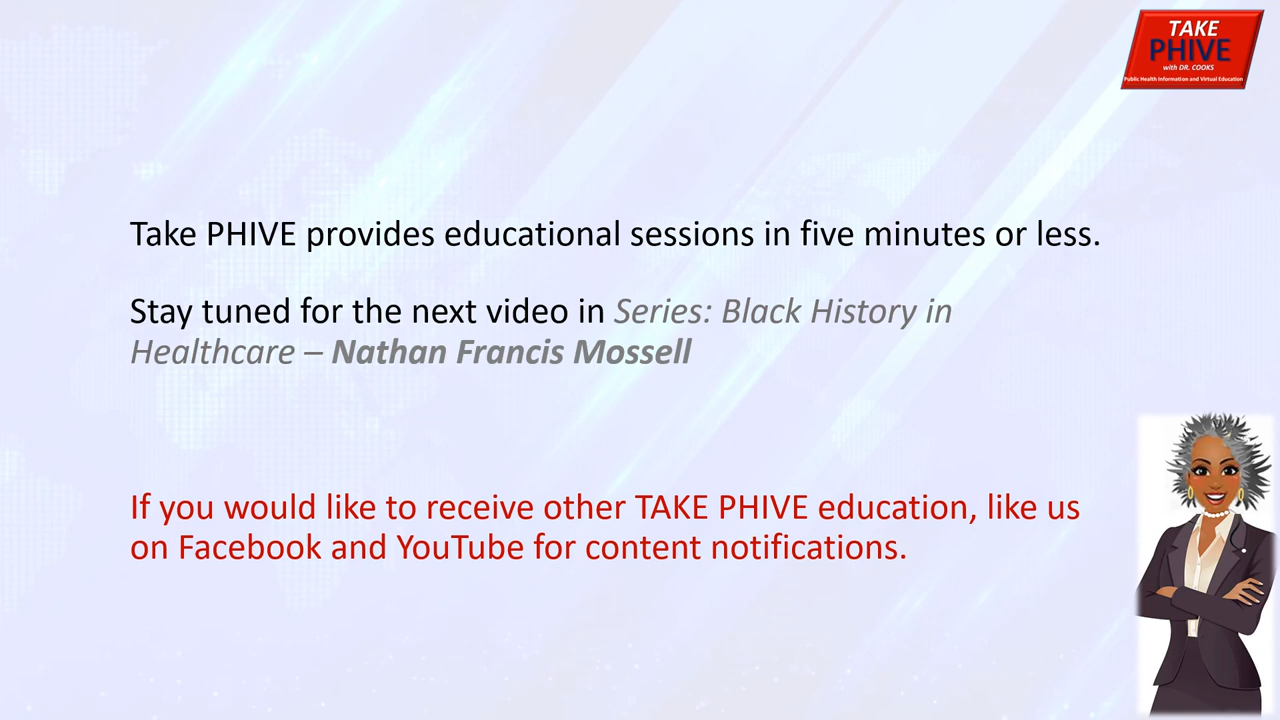 TAKE
PHIVE
with DR. COOKS
Public Health Information and Virtual Education
Take PHIVE provides educational sessions in five minutes or less.
Stay tuned for the next video in Series: Black History in
Healthcare – Nathan Francis Mossell
If you would like to receive other TAKE PHIVE education, like us
on Facebook and YouTube for content notifications.